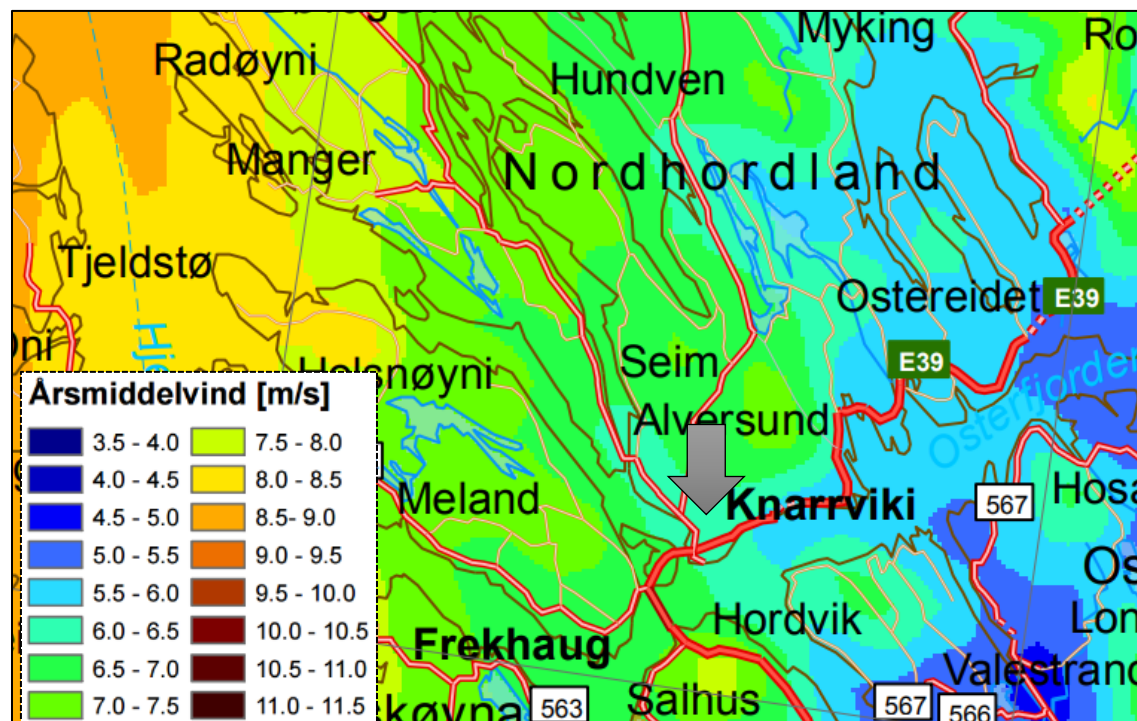 Myking
Radøyni
Hundven
Manger
Nordhordland
Tjeldstø
Ostereidet
E39
E39
Seim
Holsnøyni
Alversund
Osterfjorden
Årsmiddelvind [m/s]
3.5 - 4.0
4.0 - 4.5
4.5 - 5.0
5.0 - 5.5
5.5 - 6.0
6.0 - 6.5
6.5 - 7.0
7.0 - 7.5
7.5 - 8.0
8.0 - 8.5
8.5- 9.0
9.0 - 9.5
9.5 - 10.0
10.0 - 10.5
10.5 - 11.0
11.0 - 11.5
Meland
Knarrviki
567
Hosa
Os
Hordvik
Lon
Frekhaug
Valestrand
Salhus
563
567
566